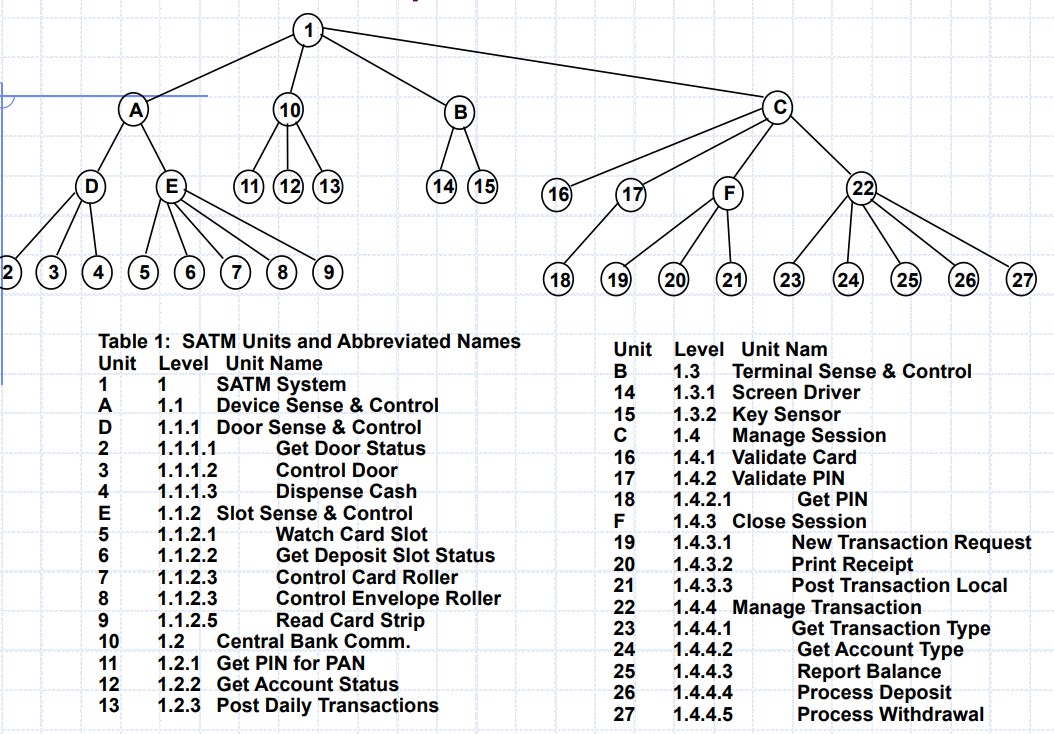 1
A
10
B
C
D
E
11
12
13
14
15
16
17
F
22
2
3
4
5
6
7
8
9
18
19
20
21
23
24
25
26
27
Table 1: SATM Units and Abbreviated Names
Unit Level Unit Name
1 1 SATM System
A 1.1 Device Sense & Control
D 1.1.1 Door Sense & Control
2 1.1.1.1 Get Door Status
3 1.1.1.2 Control Door
4 1.1.1.3 Dispense Cash
E 1.1.2 Slot Sense & Control
5 1.1.2.1 Watch Card Slot
6 1.1.2.2 Get Deposit Slot Status
7 1.1.2.3 Control Card Roller
8 1.1.2.3 Control Envelope Roller
9 1.1.2.5 Read Card Strip
10 1.2 Central Bank Comm.
11 1.2.1 Get PIN for PAN
12 1.2.2 Get Account Status
13 1.2.3 Post Daily Transactions
Unit Level Unit Nam
B 1.3 Terminal Sense & Control
14 1.3.1 Screen Driver
15 1.3.2 Key Sensor
C 1.4 Manage Session
16 1.4.1 Validate Card
17 1.4.2 Validate PIN
18 1.4.2.1 Get PIN
F 1.4.3 Close Session
19 1.4.3.1 New Transaction Request
20 1.4.3.2 Print Receipt
21 1.4.3.3 Post Transaction Local
22 1.4.4 Manage Transaction
23 1.4.4.1 Get Transaction Type
24 1.4.4.2 Get Account Type
25 1.4.4.3 Report Balance
26 1.4.4.4 Process Deposit
27 1.4.4.5 Process Withdrawal